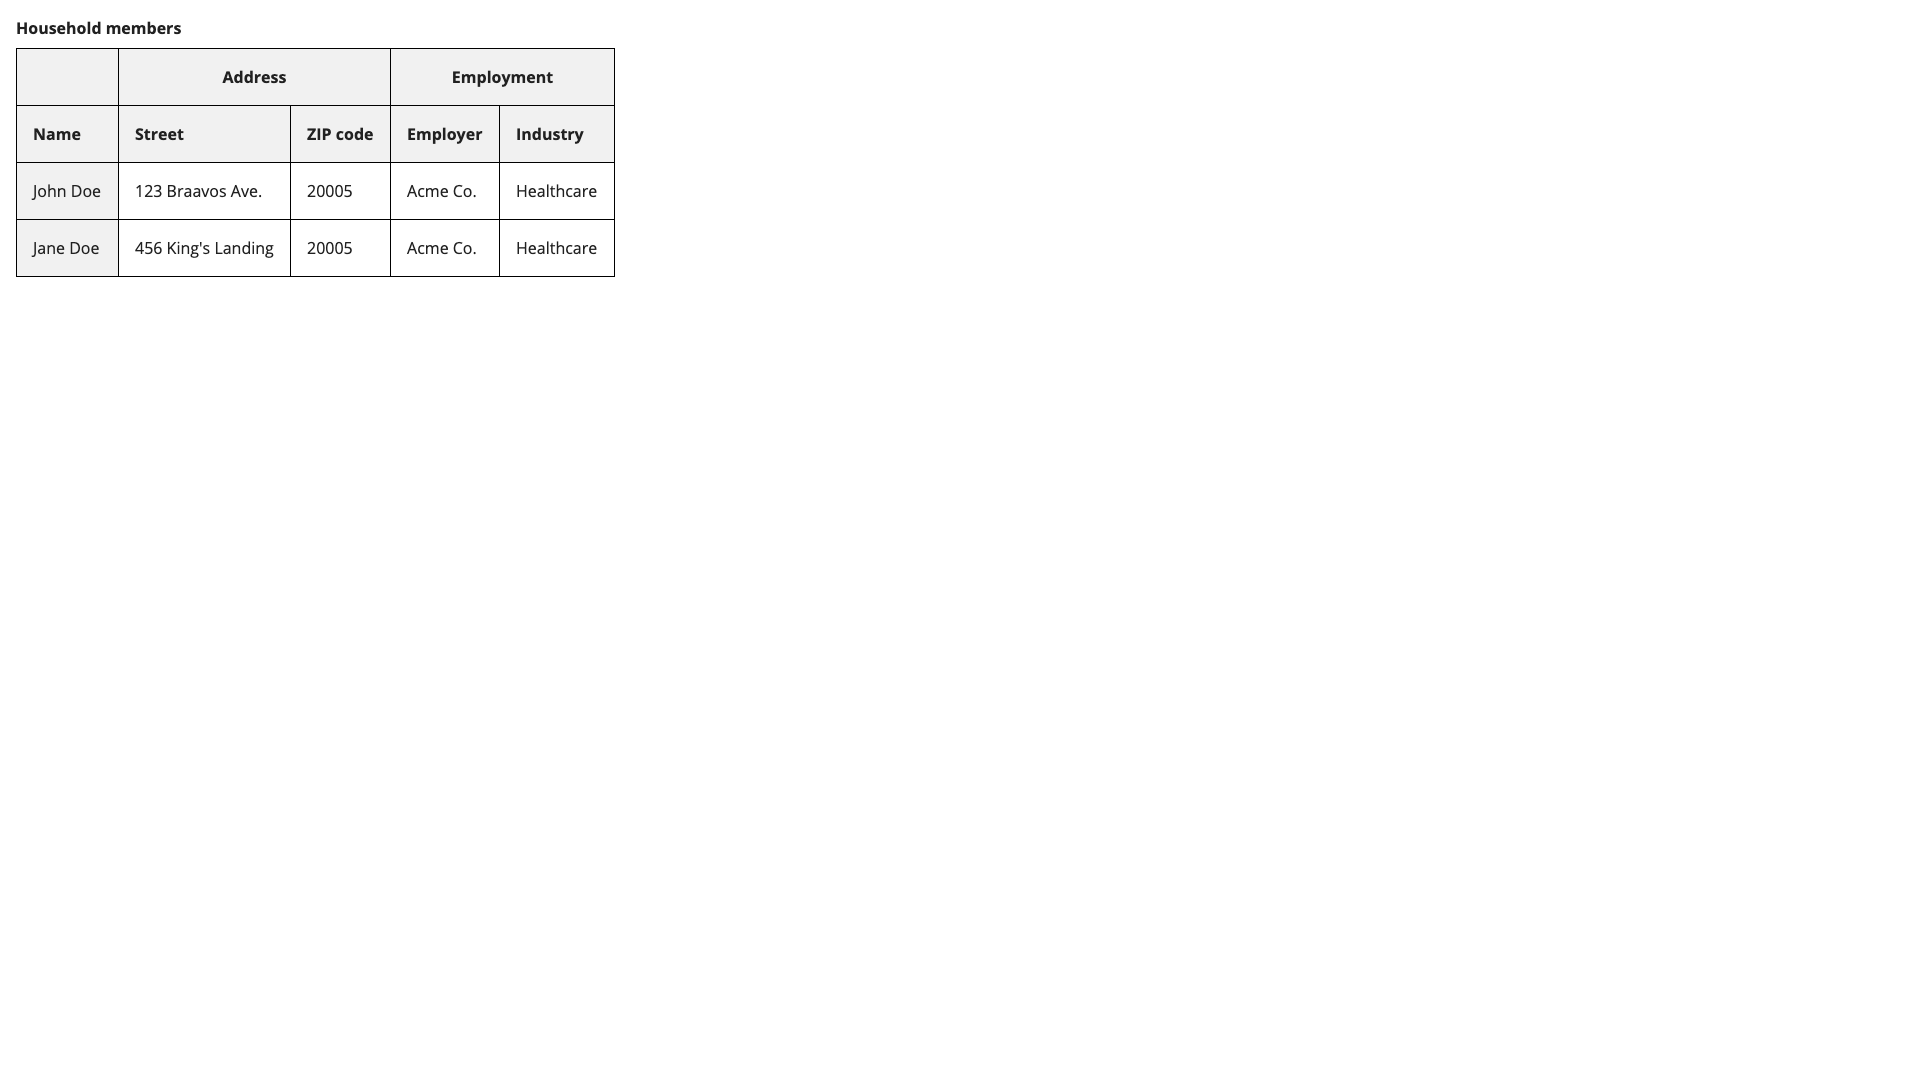 Household members
Address Employment
Name Street ZIP code Employer Industry
John Doe 123 Braavos Ave. 20005 Acme Co. Healthcare
Jane Doe 456 King's Landing 20005 Acme Co. Healthcare